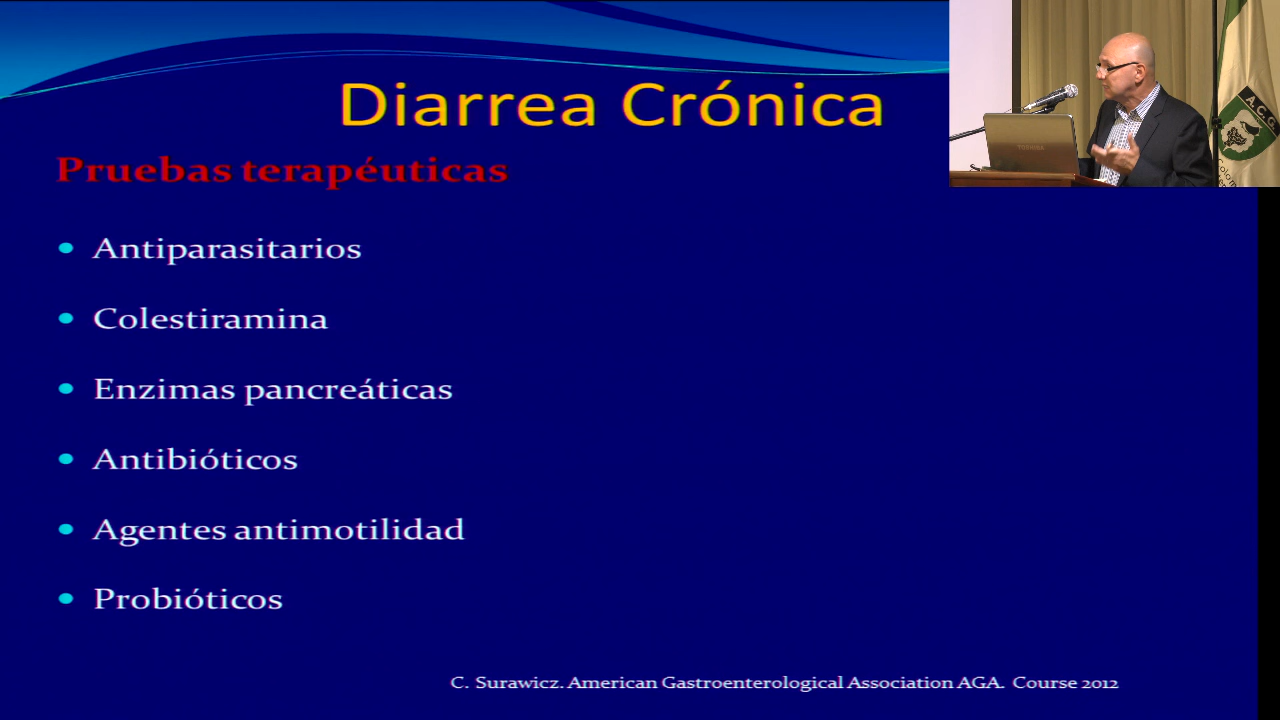 Diarrea Crónica
Pruebas terapéuticas
Antiparasitarios
Colestiramina
Enzimas pancreáticas
Antibióticos
Agentes antimotilidad
Probióticos
C. Surawicz. American Gastroenterological Association AGA. Course 2012
TOSHIBA
A.C.G